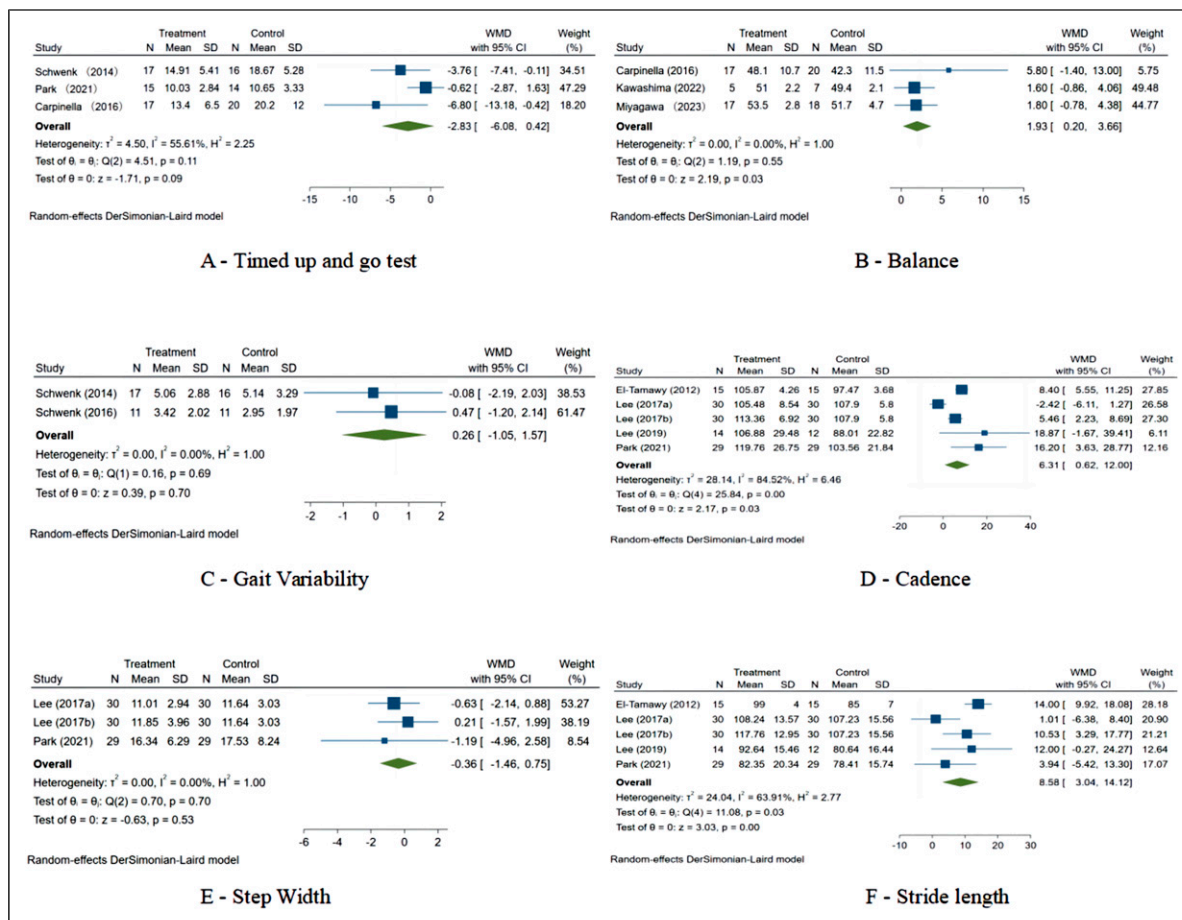 Treatment Control WMD Weight
Study N Mean SD N Mean SD with 95% CI (%)
Schwenk (2014) 17 14.91 5.41 16 18.67 5.28 -3.76 [ -7.41, -0.11] 34.51
Park (2021) 15 10.03 2.84 14 10.65 3.33 -0.62 [ -2.87, 1.63] 47.29
Carpinella (2016) 17 13.4 6.5 20 20.2 12 -6.80 [ -13.18, -0.42] 18.20
Overall -2.83 [ -6.08, 0.42]
Heterogeneity: τ² = 4.50, I² = 55.61%, H² = 2.25
Test of θᵢ = θⱼ: Q(2) = 4.51, p = 0.11
Test of θ = 0: z = -1.71, p = 0.09
-15 -10 -5 0
Random-effects DerSimonian-Laird model
A - Timed up and go test
Treatment Control WMD Weight
Study N Mean SD N Mean SD with 95% CI (%)
Carpinella (2016) 17 48.1 10.7 20 42.3 11.5 5.80 [ -1.40, 13.00] 5.75
Kawashima (2022) 5 51 2.2 7 49.4 2.1 1.60 [ -0.86, 4.06] 49.48
Miyagawa (2023) 17 53.5 2.8 18 51.7 4.7 1.80 [ -0.78, 4.38] 44.77
Overall 1.93 [ 0.20, 3.66]
Heterogeneity: τ² = 0.00, I² = 0.00%, H² = 1.00
Test of θᵢ = θⱼ: Q(2) = 1.19, p = 0.55
Test of θ = 0: z = 2.19, p = 0.03
0 5 10 15
Random-effects DerSimonian-Laird model
B - Balance
Treatment Control WMD Weight
Study N Mean SD N Mean SD with 95% CI (%)
Schwenk (2014) 17 5.06 2.88 16 5.14 3.29 -0.08 [ -2.19, 2.03] 38.53
Schwenk (2016) 11 3.42 2.02 11 2.95 1.97 0.47 [ -1.20, 2.14] 61.47
Overall 0.26 [ -1.05, 1.57]
Heterogeneity: τ² = 0.00, I² = 0.00%, H² = 1.00
Test of θᵢ = θⱼ: Q(1) = 0.16, p = 0.69
Test of θ = 0: z = 0.39, p = 0.70
-2 -1 0 1 2
Random-effects DerSimonian-Laird model
C - Gait Variability
Treatment Control WMD Weight
Study N Mean SD N Mean SD with 95% CI (%)
El-Tamawy (2012) 15 105.87 4.26 15 97.47 3.68 8.40 [ 5.55, 11.25] 27.85
Lee (2017a) 30 105.48 8.54 30 107.9 5.8 -2.42 [ -6.11, 1.27] 26.58
Lee (2017b) 30 113.36 6.92 30 107.9 5.8 5.46 [ 2.23, 8.69] 27.30
Lee (2019) 14 106.88 29.48 12 88.01 22.82 18.87 [ -1.67, 39.41] 6.11
Park (2021) 29 119.76 26.75 29 103.56 21.84 16.20 [ 3.63, 28.77] 12.16
Overall 6.31 [ 0.62, 12.00]
Heterogeneity: τ² = 28.14, I² = 84.52%, H² = 6.46
Test of θᵢ = θⱼ: Q(4) = 25.84, p = 0.00
Test of θ = 0: z = 2.17, p = 0.03
-20 0 20 40
Random-effects DerSimonian-Laird model
D - Cadence
Treatment Control WMD Weight
Study N Mean SD N Mean SD with 95% CI (%)
Lee (2017a) 30 11.01 2.94 30 11.64 3.03 -0.63 [ -2.14, 0.88] 53.27
Lee (2017b) 30 11.85 3.96 30 11.64 3.03 0.21 [ -1.57, 1.99] 38.19
Park (2021) 29 16.34 6.29 29 17.53 8.24 -1.19 [ -4.96, 2.58] 8.54
Overall -0.36 [ -1.46, 0.75]
Heterogeneity: τ² = 0.00, I² = 0.00%, H² = 1.00
Test of θᵢ = θⱼ: Q(2) = 0.70, p = 0.70
Test of θ = 0: z = -0.63, p = 0.53
-6 -4 -2 0 2
Random-effects DerSimonian-Laird model
E - Step Width
Treatment Control WMD Weight
Study N Mean SD N Mean SD with 95% CI (%)
El-Tamawy (2012) 15 99 4 15 85 7 14.00 [ 9.92, 18.08] 28.18
Lee (2017a) 30 108.24 13.57 30 107.23 15.56 1.01 [ -6.38, 8.40] 20.90
Lee (2017b) 30 117.76 12.95 30 107.23 15.56 10.53 [ 3.29, 17.77] 21.21
Lee (2019) 14 92.64 15.46 12 80.64 16.44 12.00 [ -0.27, 24.27] 12.64
Park (2021) 29 82.35 20.34 29 78.41 15.74 3.94 [ -5.42, 13.30] 17.07
Overall 8.58 [ 3.04, 14.12]
Heterogeneity: τ² = 24.04, I² = 63.91%, H² = 2.77
Test of θᵢ = θⱼ: Q(4) = 11.08, p = 0.03
Test of θ = 0: z = 3.03, p = 0.00
-10 0 10 20 30
Random-effects DerSimonian-Laird model
F - Stride length